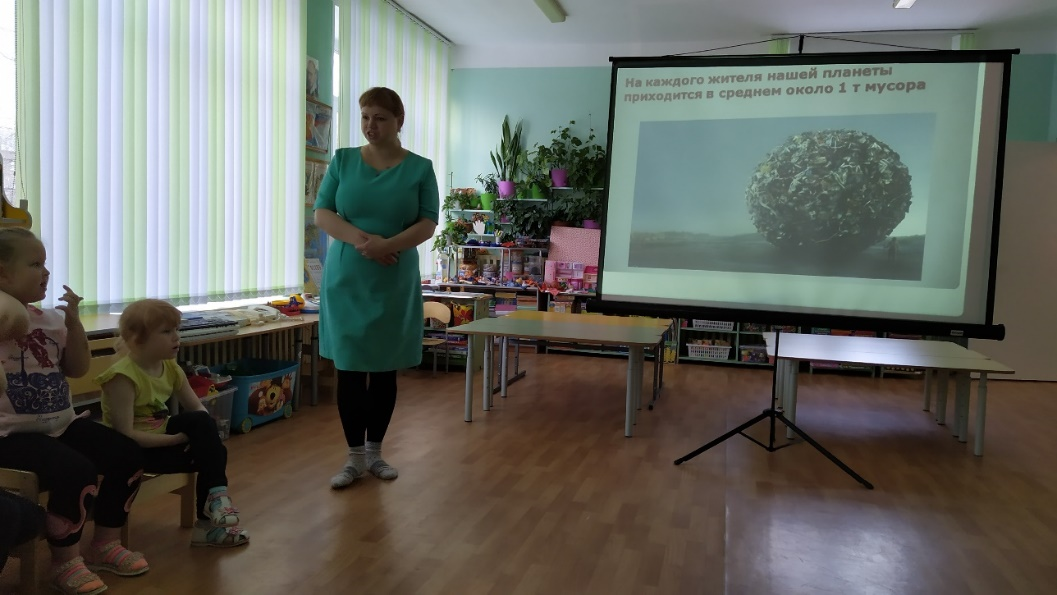 На каждого жителя нашей планеты
приходится в среднем около 1 т мусора